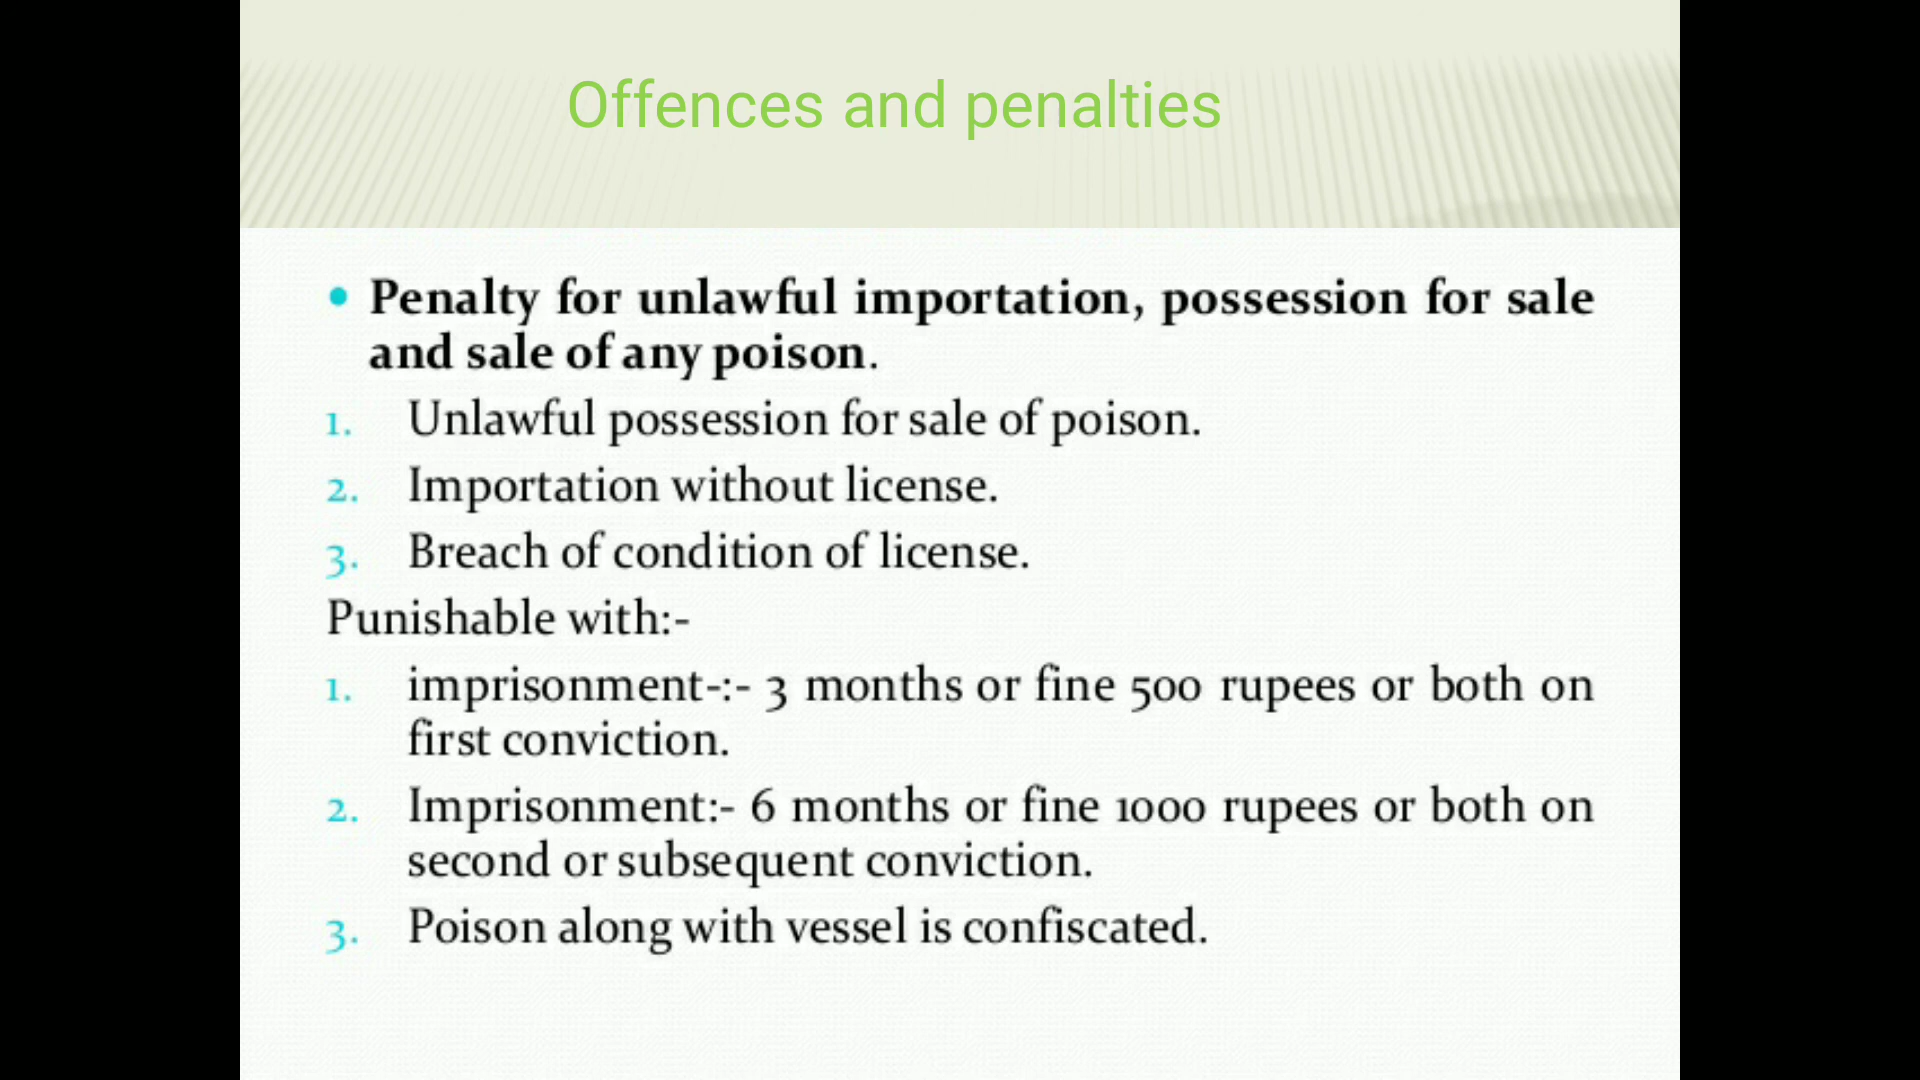 Offences and penalties
• Penalty for unlawful importation, possession for sale
and sale of any poison.
1. Unlawful possession for sale of poison.
2. Importation without license.
3. Breach of condition of license.
Punishable with:-
1. imprisonment-:- 3 months or fine 500 rupees or both on
first conviction.
2. Imprisonment:- 6 months or fine 1000 rupees or both on
second or subsequent conviction.
3. Poison along with vessel is confiscated.